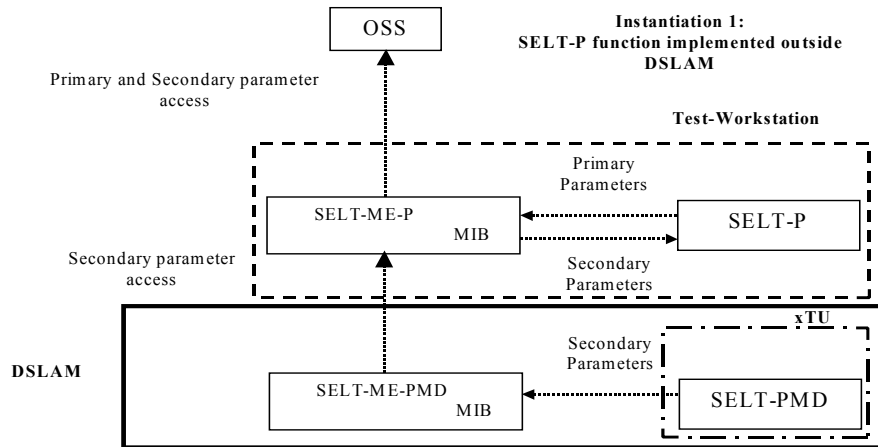 OSS
Instantiation 1:
SELT-P function implemented outside
DSLAM
Primary and Secondary parameter
access
Test-Workstation
Primary
Parameters
SELT-ME-P
MIB
SELT-P
Secondary parameter
access
Secondary
Parameters
xTU
Secondary
Parameters
DSLAM
SELT-ME-PMD
MIB
SELT-PMD